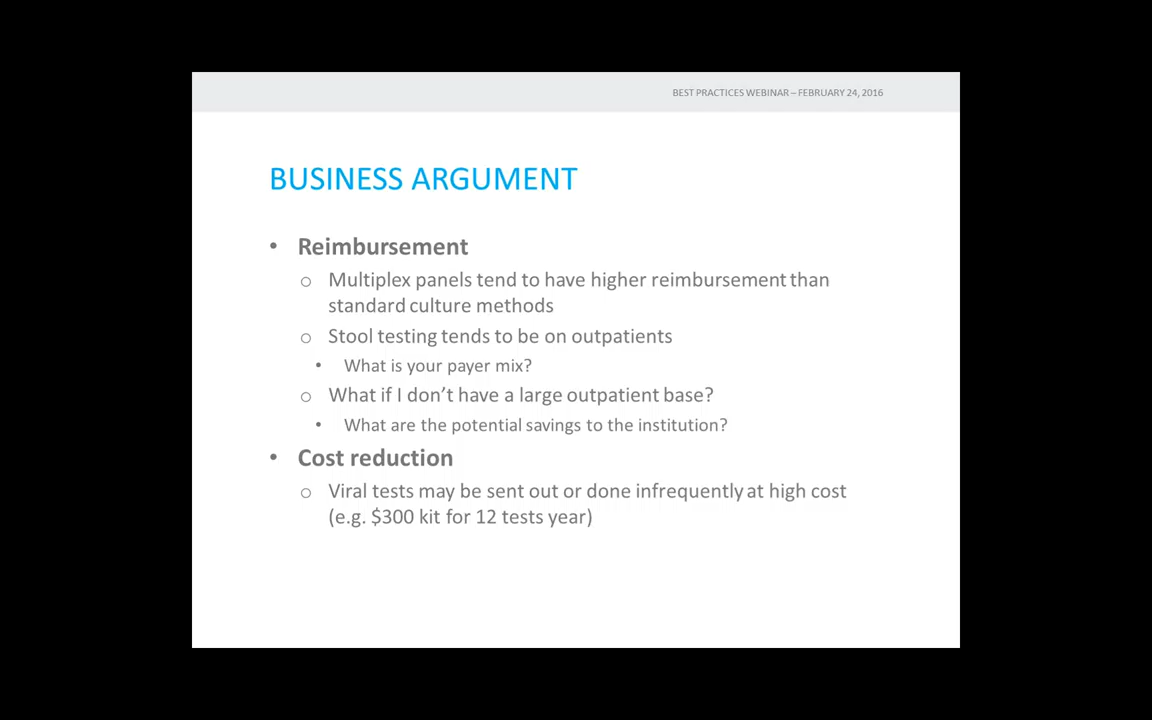 BEST PRACTICES WEBINAR – FEBRUARY 24, 2016
BUSINESS ARGUMENT
• Reimbursement
o Multiplex panels tend to have higher reimbursement than
standard culture methods
o Stool testing tends to be on outpatients
• What is your payer mix?
o What if I don’t have a large outpatient base?
• What are the potential savings to the institution?
• Cost reduction
o Viral tests may be sent out or done infrequently at high cost
(e.g. $300 kit for 12 tests year)